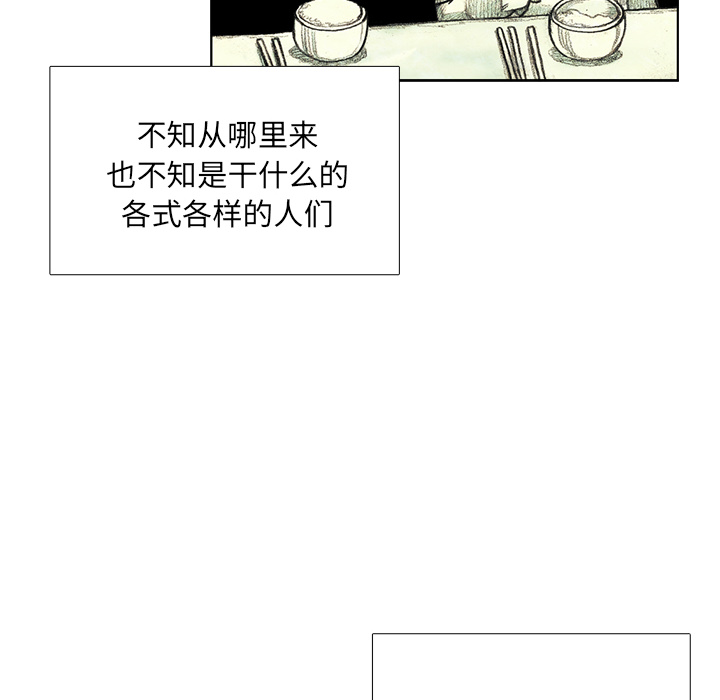 不知从哪里来
也不知是干什么的
各式各样的人们